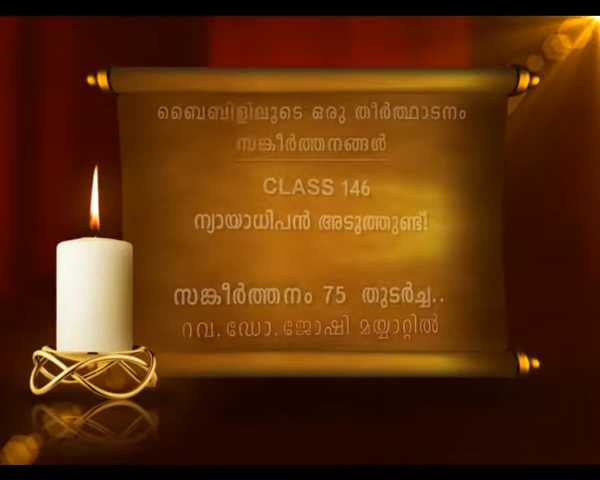 ബൈബിളിലൂടെ ഒരു തീർത്ഥാടനം
സങ്കീർത്തനങ്ങൾ
CLASS 146
ന്യായാധിപൻ അടുത്തുണ്ട്!
സങ്കീർത്തനം 75 തുടർച്ച..
റവ.ഡോ.ജോഷി മയ്യാറ്റിൽ